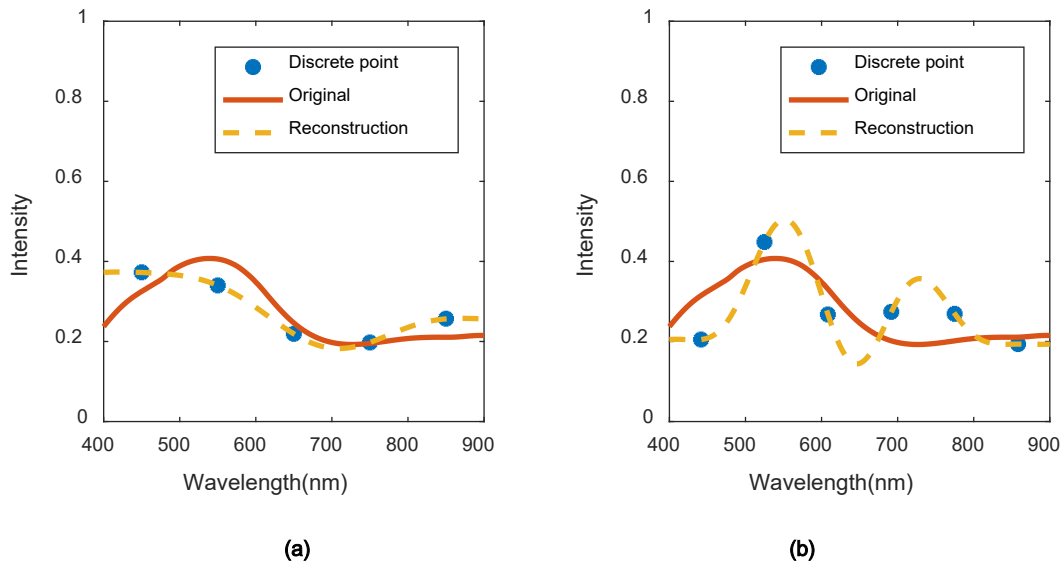 1
0.8
0.6
0.4
0.2
0
Intensity
Discrete point
Original
Reconstruction
400 500 600 700 800 900
Wavelength(nm)
(a)
1
0.8
0.6
0.4
0.2
0
Intensity
Discrete point
Original
Reconstruction
400 500 600 700 800 900
Wavelength(nm)
(b)